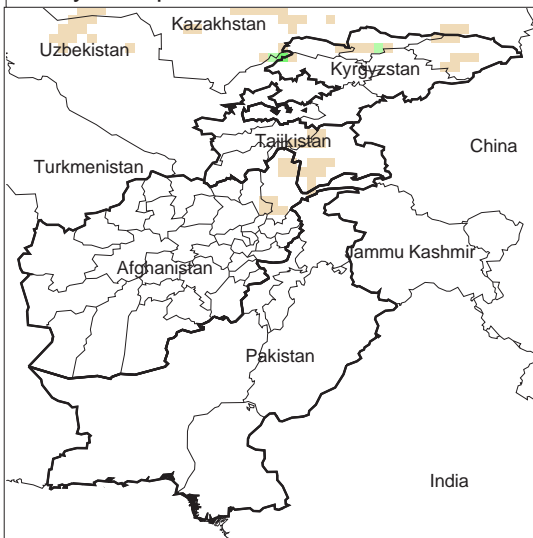 Kazakhstan
Uzbekistan
Kyrgyzstan
Tajikistan
China
Turkmenistan
Jammu Kashmir
Afghanistan
Pakistan
India